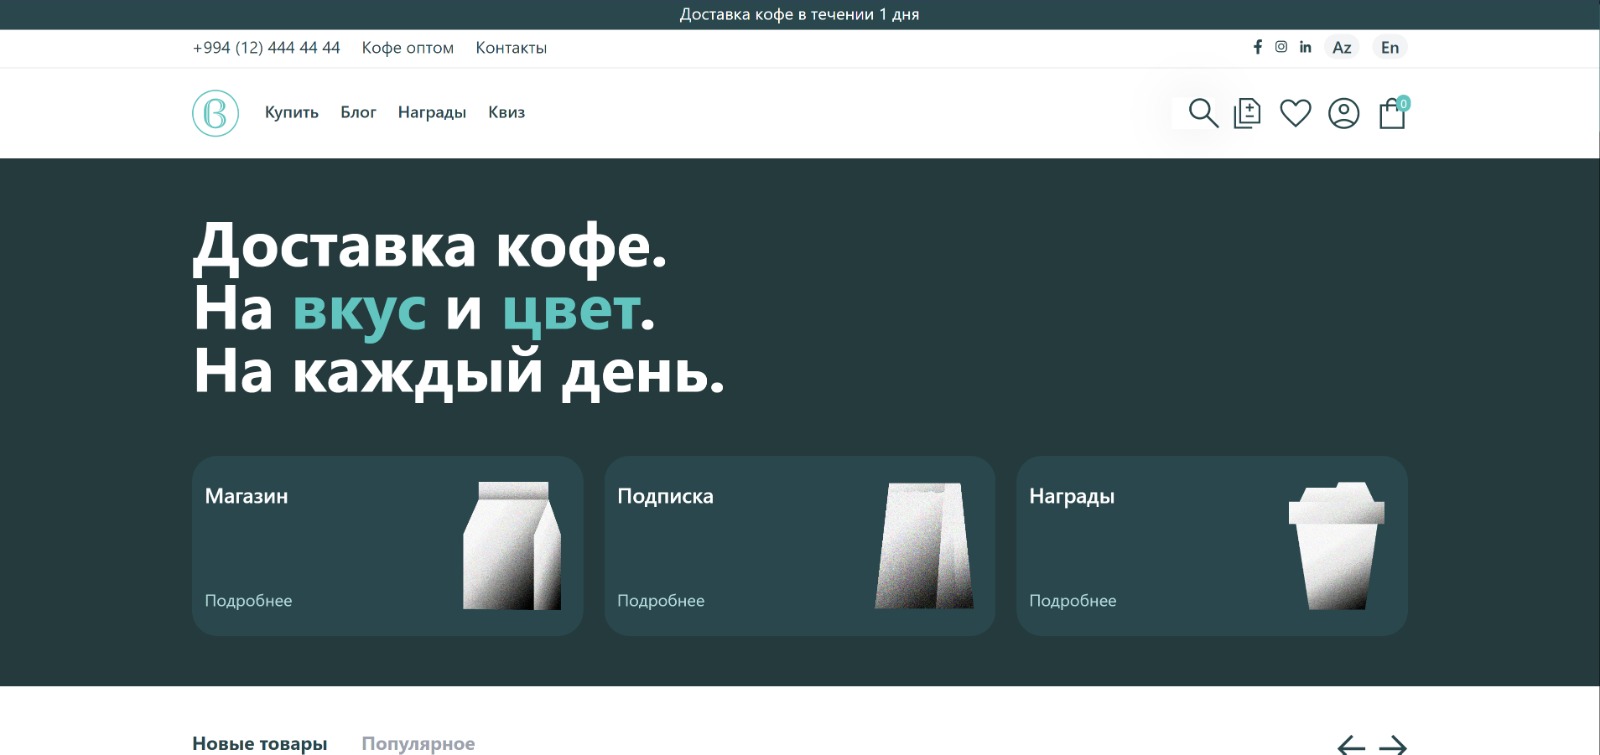 Доставка кофе в течении 1 дня
+994 (12) 444 44 44 Кофе оптом Контакты
Az En
Купить Блог Награды Квиз
0
Доставка кофе.
На вкус и цвет.
На каждый день.
Магазин
Подробнее
Подписка
Подробнее
Награды
Подробнее
Новые товары Популярное